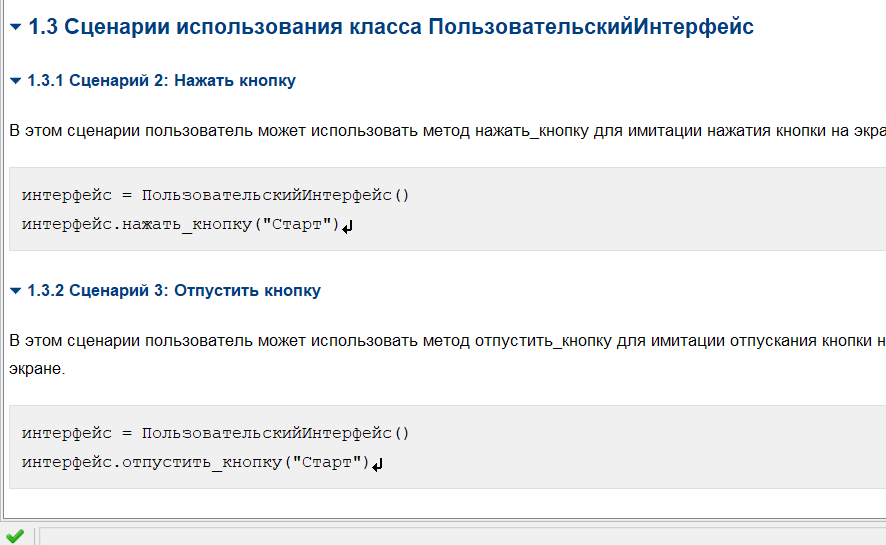 1.3 Сценарии использования класса ПользовательскийИнтерфейс
1.3.1 Сценарий 2: Нажать кнопку
В этом сценарии пользователь может использовать метод нажать_кнопку для имитации нажатия кнопки на
интерфейс = ПользовательскийИнтерфейс()
интерфейс.нажать_кнопку("Старт")
1.3.2 Сценарий 3: Отпустить кнопку
В этом сценарии пользователь может использовать метод отпустить_кнопку для имитации отпускания кнопки
экране.
интерфейс = ПользовательскийИнтерфейс()
интерфейс.отпустить_кнопку("Старт")